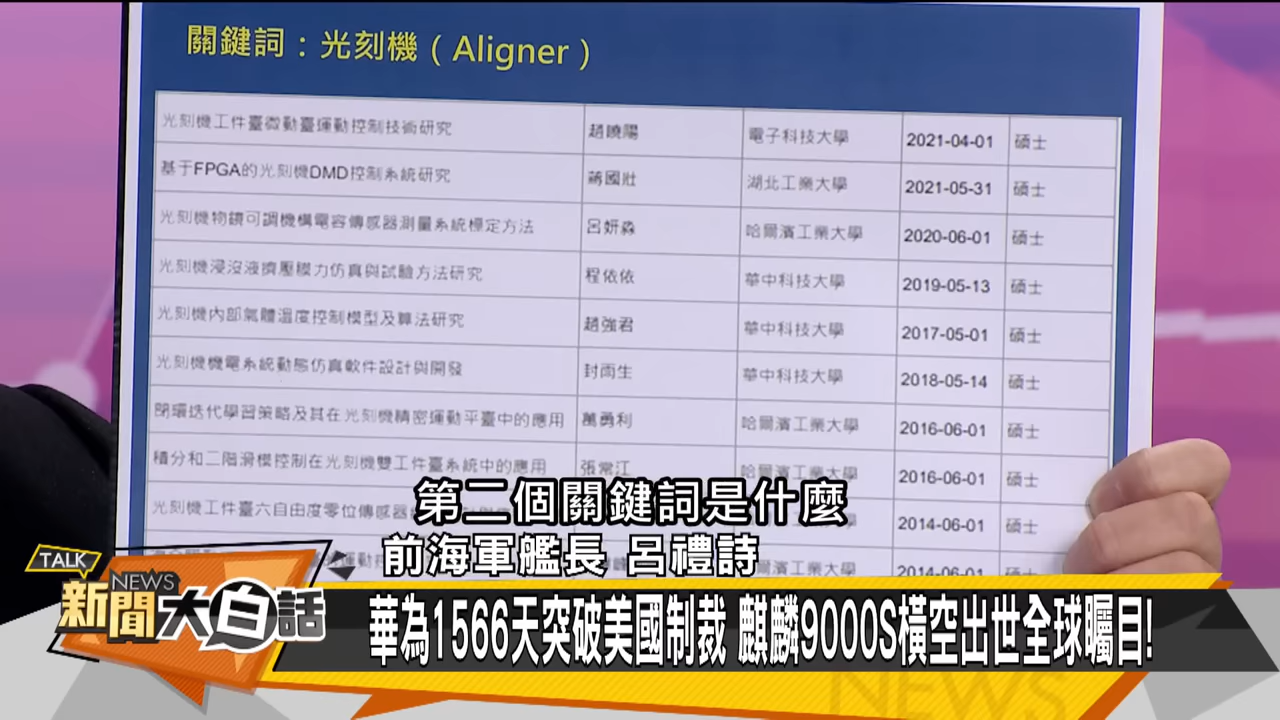 關鍵詞：光刻機（Aligner）
光刻機工件臺微動臺運動控制技術研究 趙曉陽 電子科技大學 2021-04-01 碩士
基于FPGA的光刻機DMD控制系統研究 蔣國壯 湖北工業大學 2021-05-31 碩士
光刻機物鏡可調機構電容傳感器測量系統標定方法 呂妍淼 哈爾濱工業大學 2020-06-01 碩士
光刻機浸沒液擠壓膜力仿真與試驗方法研究 程依依 華中科技大學 2019-05-13 碩士
光刻機內部氣體溫度控制模型及算法研究 趙強君 華中科技大學 2017-05-01 碩士
光刻機機電系統動態仿真軟件設計與開發 封雨生 華中科技大學 2018-05-14 碩士
閉環迭代學習策略及其在光刻機精密運動平臺中的應用 萬勇利 哈爾濱工業大學 2016-06-01 碩士
積分和二階滑模控制在光刻機雙工件臺系統中的應用 張常江 哈爾濱工業大學 2016-06-01 碩士
光刻機工件臺六自由度零位傳感器 爾濱工業大學 2014-06-01 碩士
2014-06-01 碩士
第二個關鍵詞是什麼
前海軍艦長 呂禮詩
TALK
NEWS
新聞大白話
華為1566天突破美國制裁 麒麟9000S橫空出世全球矚目!
NEWS